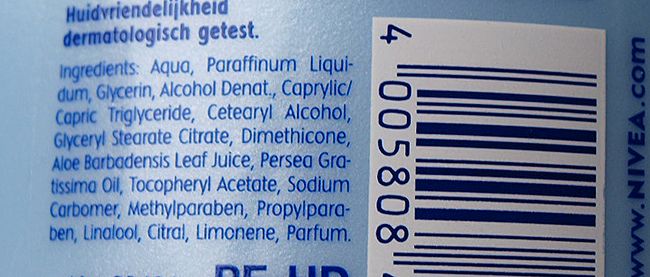 Huidvriendelijkheid
dermatologisch getest.
Ingredients: Aqua, Paraffinum Liqui-
dum, Glycerin, Alcohol Denat., Caprylic/
Capric Triglyceride, Cetearyl Alcohol,
Glyceryl Stearate Citrate, Dimethicone,
Aloe Barbadensis Leaf Juice, Persea Gra-
tissima Oil, Tocopheryl Acetate, Sodium
Carbomer, Methylparaben, Propylpara-
ben, Linalool, Citral, Limonene, Parfum.
4 005808
www.NIVEA.com